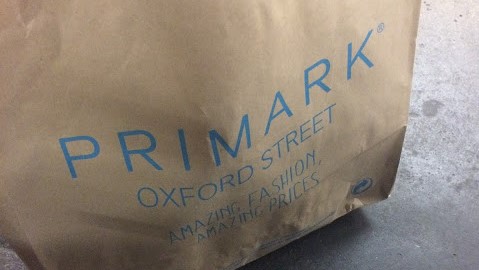 PRIMARK®
OXFORD STREET
AMAZING FASHION,
AMAZING PRICES